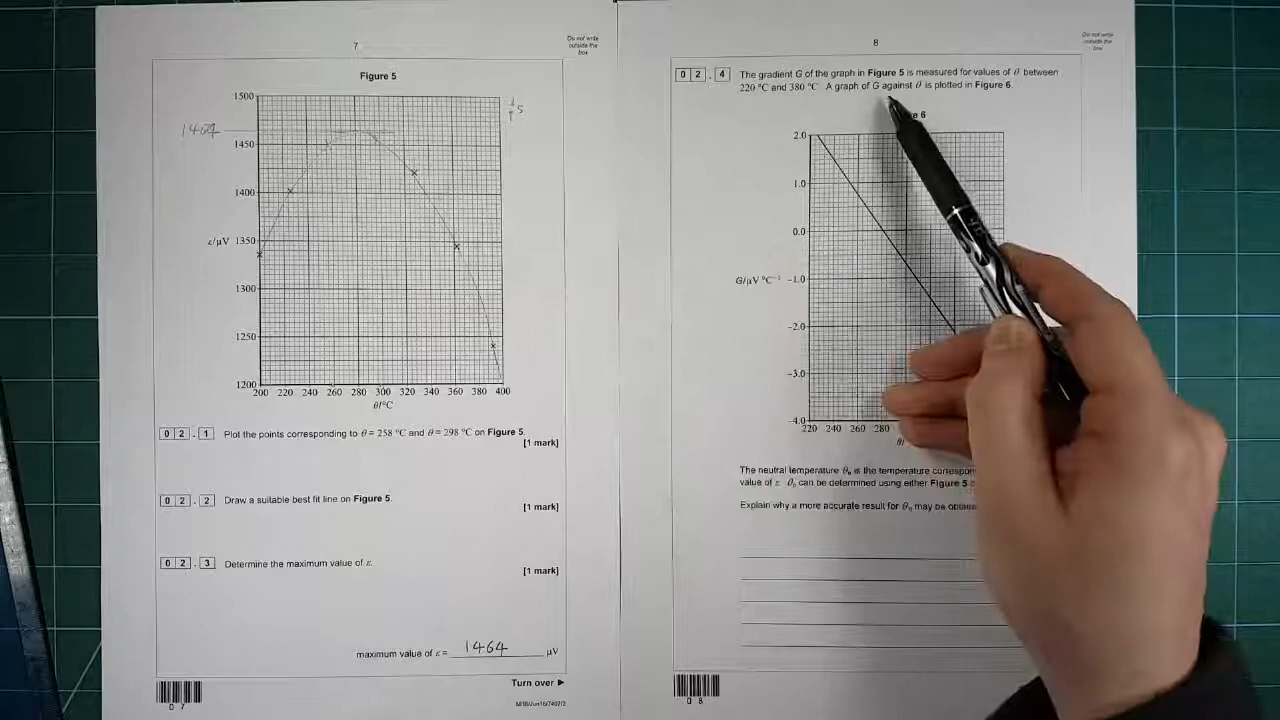 7
Do not write
outside the
box
Figure 5
1500
1464
1450
1400
ε/µV 1350
1300
1250
1200
200 220 240 260 280 300 320 340 360 380 400
θ/°C
5
0 2 . 1 Plot the points corresponding to θ = 258 °C and θ = 298 °C on Figure 5.
[1 mark]
0 2 . 2 Draw a suitable best fit line on Figure 5.
[1 mark]
0 2 . 3 Determine the maximum value of ε.
[1 mark]
maximum value of ε = 1464 µV
Turn over ►
0 7
8
Do not write
outside the
box
0 2 . 4 The gradient G of the graph in Figure 5 is measured for values of θ between
220 °C and 380 °C. A graph of G against θ is plotted in Figure 6.
6
2.0
1.0
0.0
G/µV °C⁻¹ −1.0
−2.0
−3.0
−4.0
220 240 260 280
θ/
The neutral temperature θn is the temperature
value of ε. θn can be determined using either Figure 5
Explain why a more accurate result for θn may be
0 8